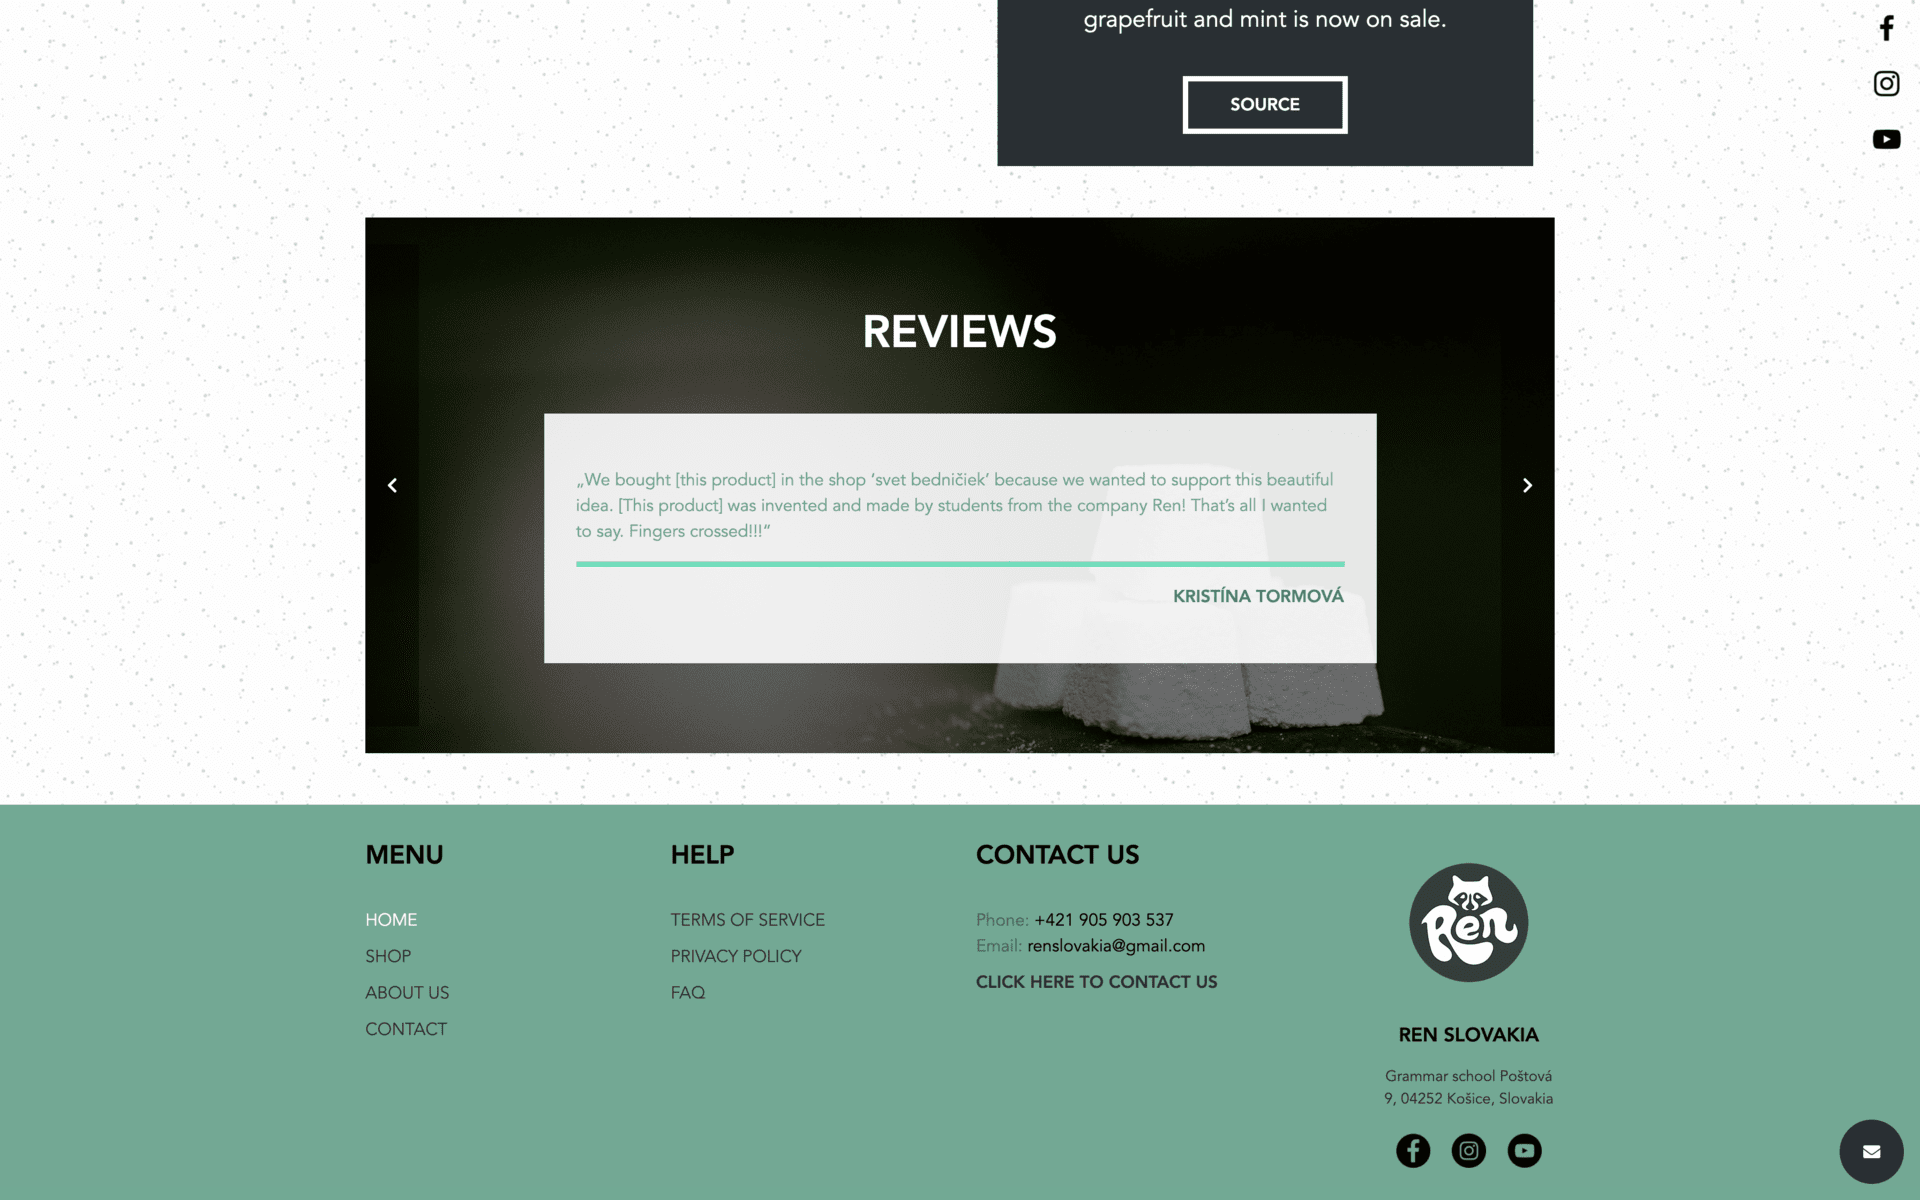 grapefruit and mint is now on sale.
SOURCE
REVIEWS
„We bought [this product] in the shop ‘svet bedničiek’ because we wanted to support this beautiful
idea. [This product] was invented and made by students from the company Ren! That’s all I wanted
to say. Fingers crossed!!!“
KRISTÍNA TORMOVÁ
MENU
HOME
SHOP
ABOUT US
CONTACT
HELP
TERMS OF SERVICE
PRIVACY POLICY
FAQ
CONTACT US
Phone: +421 905 903 537
Email: renslovakia@gmail.com
CLICK HERE TO CONTACT US
Ren
REN SLOVAKIA
Grammar school Poštová
9, 04252 Košice, Slovakia